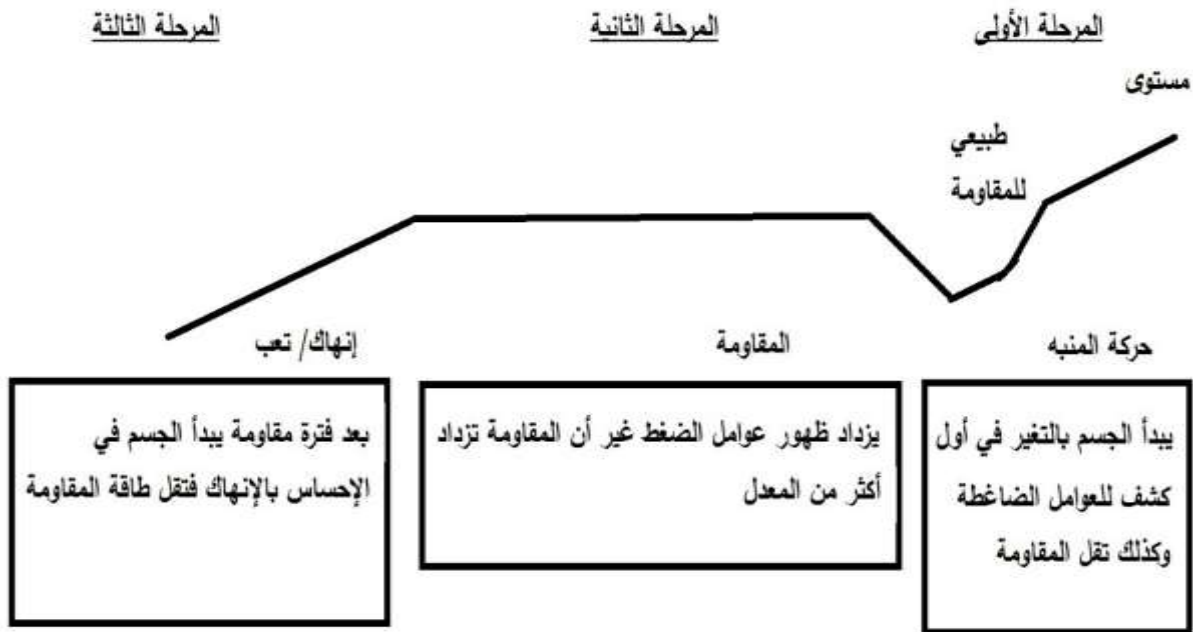 المرحلة الأولى
المرحلة الثانية
المرحلة الثالثة
مستوى
طبيعي
للمقاومة
حركة المنبه
المقاومة
إنهاك/ تعب
يبدأ الجسم بالتغير في أول
كشف للعوامل الضاغطة
وكذلك تقل المقاومة
يزداد ظهور عوامل الضغط غير أن المقاومة تزداد
أكثر من المعدل
بعد فترة مقاومة يبدأ الجسم في
الإحساس بالإنهاك فتقل طاقة المقاومة